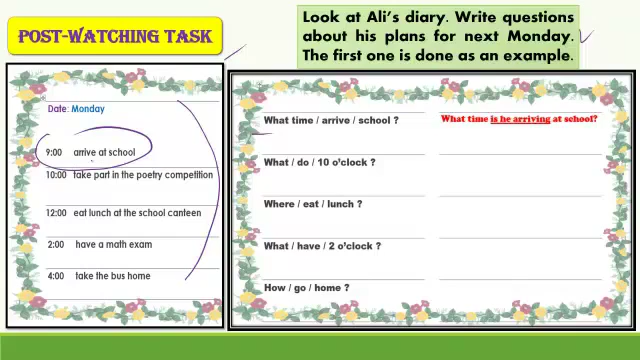 POST-WATCHING TASK
Look at Ali's diary. Write questions
about his plans for next Monday.
The first one is done as an example.
Date: Monday
9:00 arrive at school
10:00 take part in the poetry competition
12:00 eat lunch at the school canteen
2:00 have a math exam
4:00 take the bus home
What time / arrive / school ?
What time is he arriving at school?
What / do / 10 o'clock ?
Where / eat / lunch ?
What / have / 2 o'clock ?
How / go / home ?